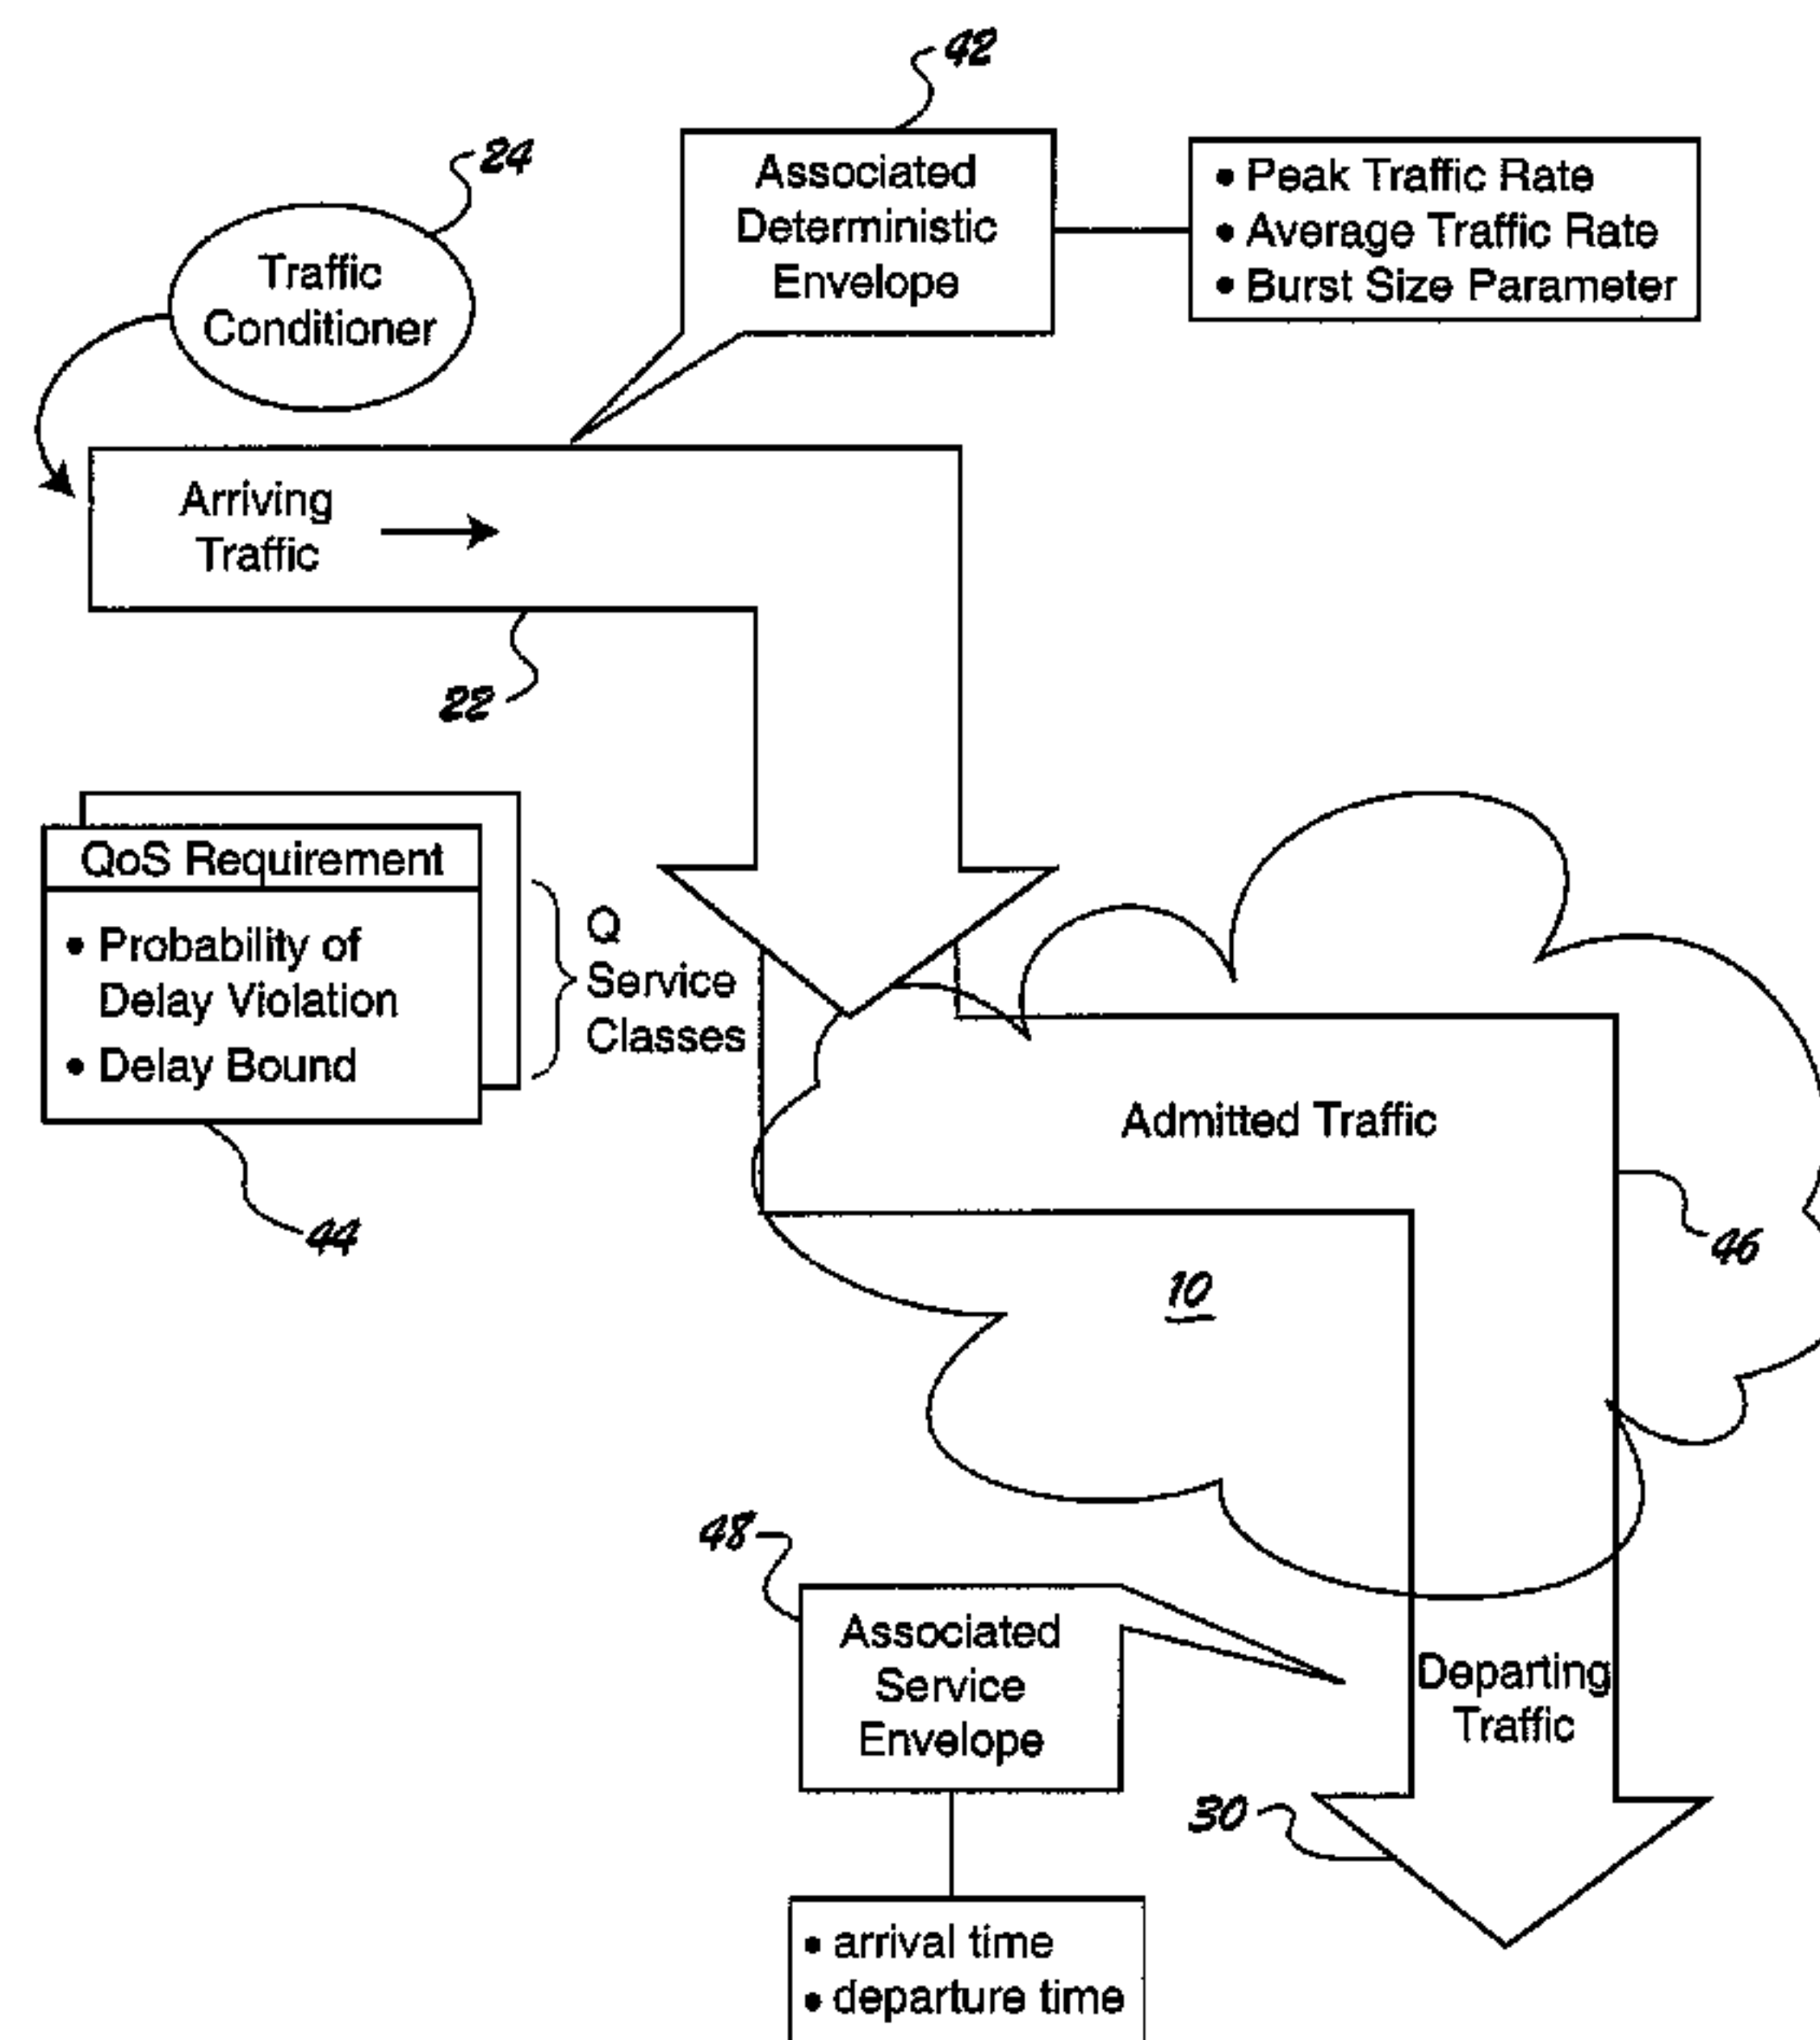 42
24
Associated
Deterministic
Envelope
• Peak Traffic Rate
• Average Traffic Rate
• Burst Size Parameter
Traffic
Conditioner
Arriving
Traffic
22
QoS Requirement
• Probability of
Delay Violation
• Delay Bound
Q
Service
Classes
44
Admitted Traffic
46
10
48
Associated
Service
Envelope
Departing
Traffic
30
• arrival time
• departure time